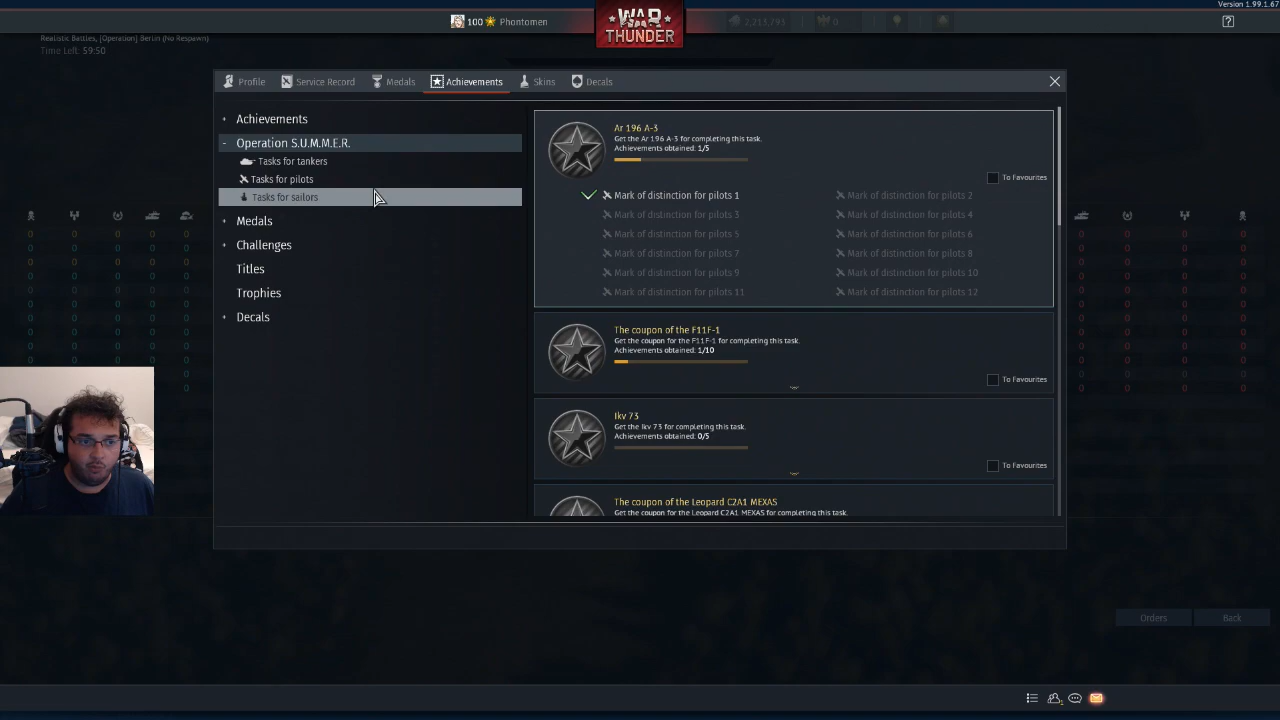 Version 1.99.1.67
100 Phontomen
WAR THUNDER
2,213,793
0
Realistic Battles, [Operation] Berlin (No Respawn)
Time Left: 59:50
Profile
Service Record
Medals
Achievements
Skins
Decals
+ Achievements
- Operation S.U.M.M.E.R.
Tasks for tankers
Tasks for pilots
Tasks for sailors
+ Medals
+ Challenges
Titles
Trophies
+ Decals
Ar 196 A-3
Get the Ar 196 A-3 for completing this task.
Achievements obtained: 1/5
To Favourites
Mark of distinction for pilots 1
Mark of distinction for pilots 2
Mark of distinction for pilots 3
Mark of distinction for pilots 4
Mark of distinction for pilots 5
Mark of distinction for pilots 6
Mark of distinction for pilots 7
Mark of distinction for pilots 8
Mark of distinction for pilots 9
Mark of distinction for pilots 10
Mark of distinction for pilots 11
Mark of distinction for pilots 12
The coupon of the F11F-1
Get the coupon for the F11F-1 for completing this task.
Achievements obtained: 1/10
To Favourites
Ikv 73
Get the Ikv 73 for completing this task.
Achievements obtained: 0/5
To Favourites
The coupon of the Leopard C2A1 MEXAS
Get the coupon for the Leopard C2A1 MEXAS for completing this task.
Orders
Back